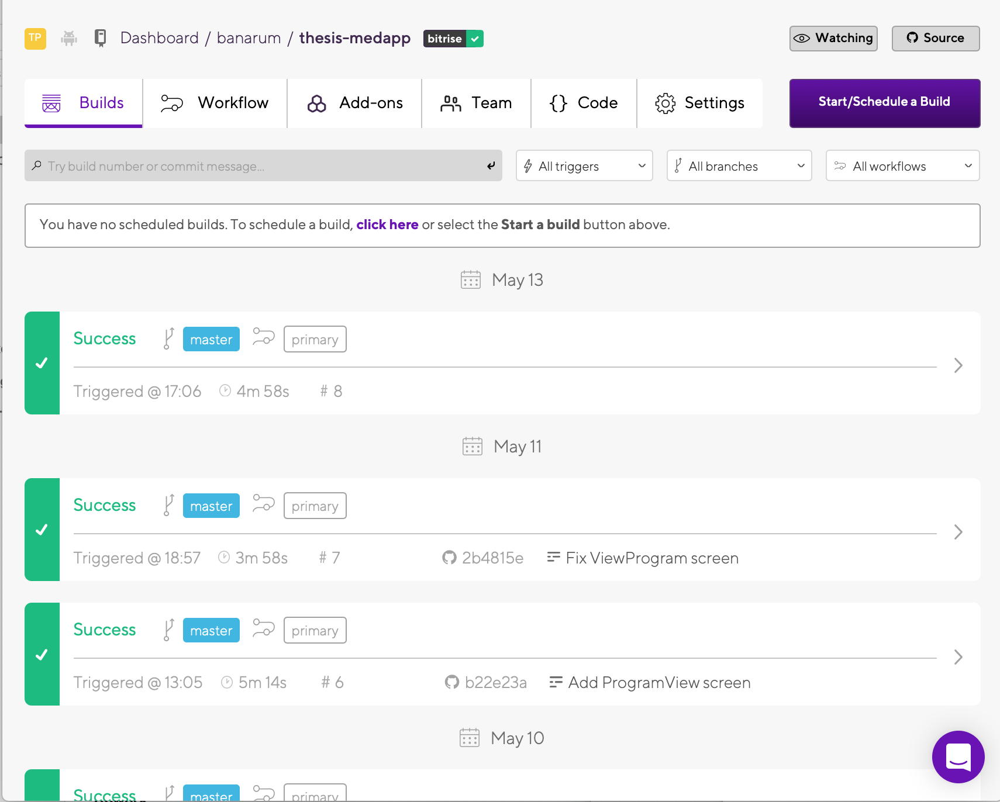 TP Dashboard / banarum / thesis-medapp bitrise Watching Source
Builds Workflow Add-ons Team Code Settings Start/Schedule a Build
Try build number or commit message... All triggers All branches All workflows
You have no scheduled builds. To schedule a build, click here or select the Start a build button above.
May 13
Success master primary
Triggered @ 17:06 4m 58s # 8
May 11
Success master primary
Triggered @ 18:57 3m 58s # 7 2b4815e Fix ViewProgram screen
Success master primary
Triggered @ 13:05 5m 14s # 6 b22e23a Add ProgramView screen
May 10
Success master primary